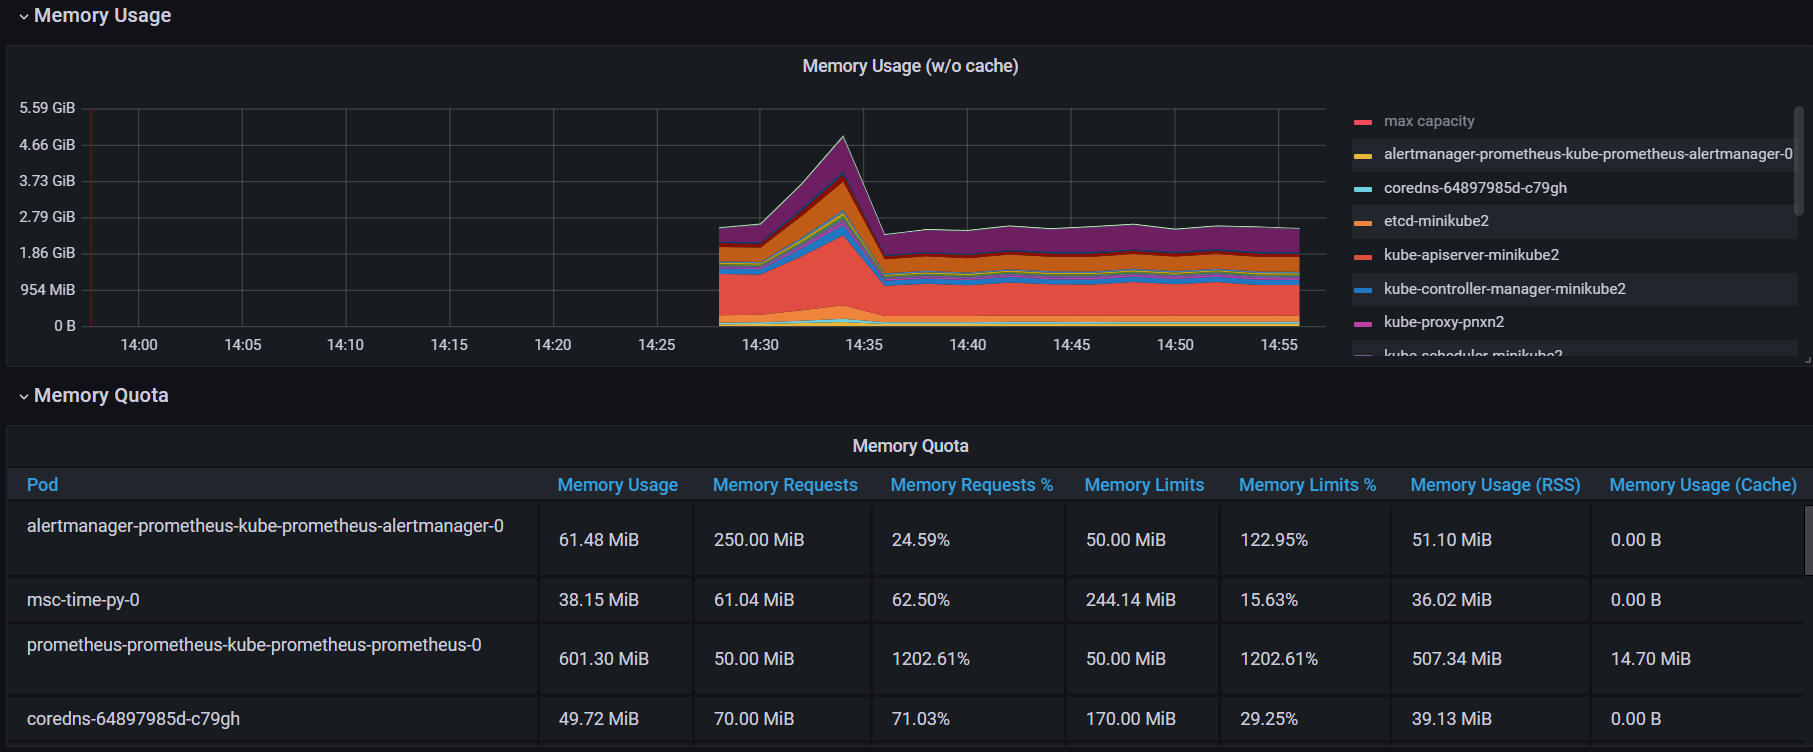 Memory Usage
Memory Usage (w/o cache)
5.59 GiB
4.66 GiB
3.73 GiB
2.79 GiB
1.86 GiB
954 MiB
0 B
14:00 14:05 14:10 14:15 14:20 14:25 14:30 14:35 14:40 14:45 14:50 14:55
max capacity
alertmanager-prometheus-kube-prometheus-alertmanager-0
coredns-64897985d-c79gh
etcd-minikube2
kube-apiserver-minikube2
kube-controller-manager-minikube2
kube-proxy-pnxn2
kube-scheduler-minikube2
Memory Quota
Memory Quota
Pod Memory Usage Memory Requests Memory Requests % Memory Limits Memory Limits % Memory Usage (RSS) Memory Usage (Cache)
alertmanager-prometheus-kube-prometheus-alertmanager-0 61.48 MiB 250.00 MiB 24.59% 50.00 MiB 122.95% 51.10 MiB 0.00 B
msc-time-py-0 38.15 MiB 61.04 MiB 62.50% 244.14 MiB 15.63% 36.02 MiB 0.00 B
prometheus-prometheus-kube-prometheus-prometheus-0 601.30 MiB 50.00 MiB 1202.61% 50.00 MiB 1202.61% 507.34 MiB 14.70 MiB
coredns-64897985d-c79gh 49.72 MiB 70.00 MiB 71.03% 170.00 MiB 29.25% 39.13 MiB 0.00 B